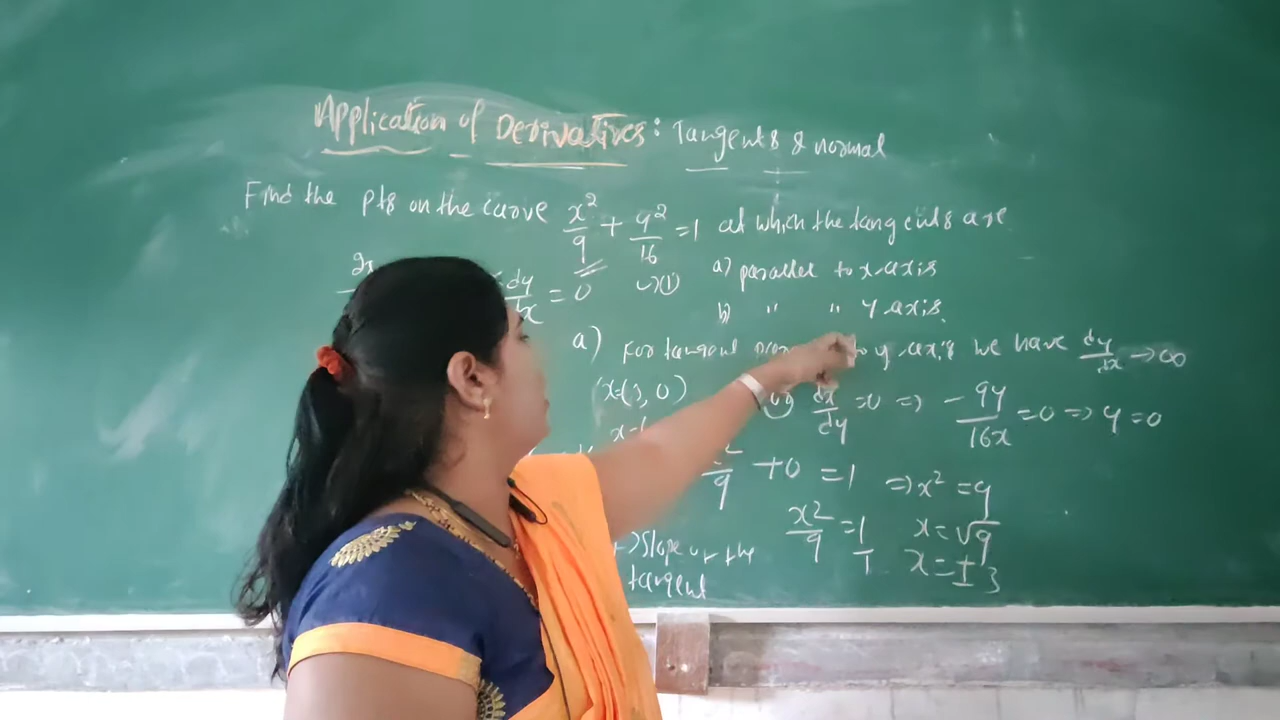 Application of Derivatives: Tangents & normal
Find the pts on the curve x²/9 + y²/16 = 1 at which the tangents are
a) parallel to x-axis
dy/dx = 0 → (1)
b) " " y axis.
a) For tangent to y-axis we have dy/dx → ∞
dx/dy = 0 ⇒ -9y/16x = 0 ⇒ y = 0
/9 + 0 = 1 ⇒ x² = 9
x²/9 = 1/1 x = √9
x = ± 3
→ Slope of the
tangent